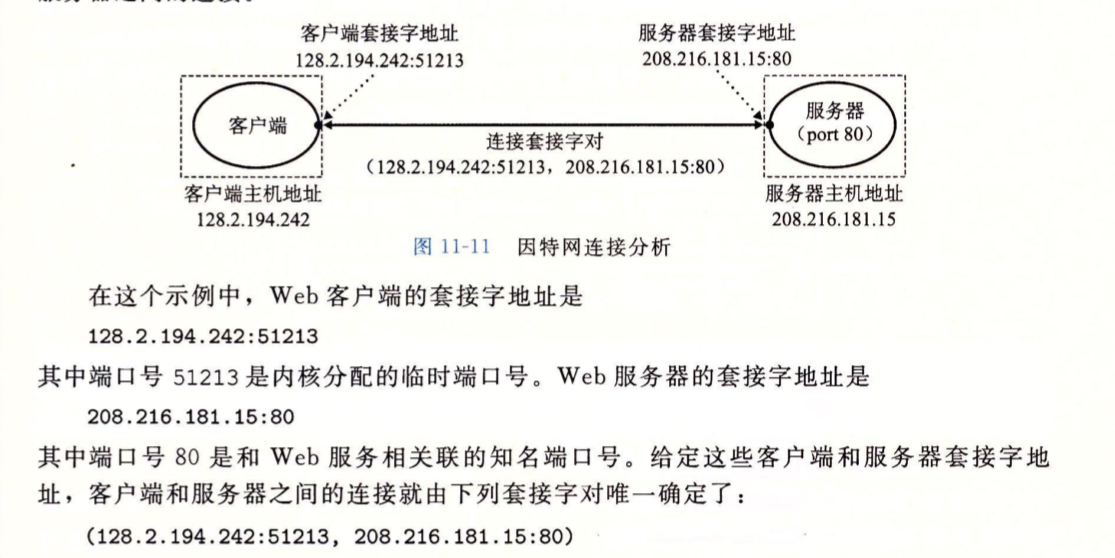 客户端套接字地址
128.2.194.242:51213
服务器套接字地址
208.216.181.15:80
客户端
服务器
(port 80)
连接套接字对
(128.2.194.242:51213, 208.216.181.15:80)
客户端主机地址
128.2.194.242
服务器主机地址
208.216.181.15
图 11-11 因特网连接分析
在这个示例中，Web 客户端的套接字地址是
128.2.194.242:51213
其中端口号 51213 是内核分配的临时端口号。Web 服务器的套接字地址是
208.216.181.15:80
其中端口号 80 是和 Web 服务相关联的知名端口号。给定这些客户端和服务器套接字地
址，客户端和服务器之间的连接就由下列套接字对唯一确定了：
(128.2.194.242:51213, 208.216.181.15:80)